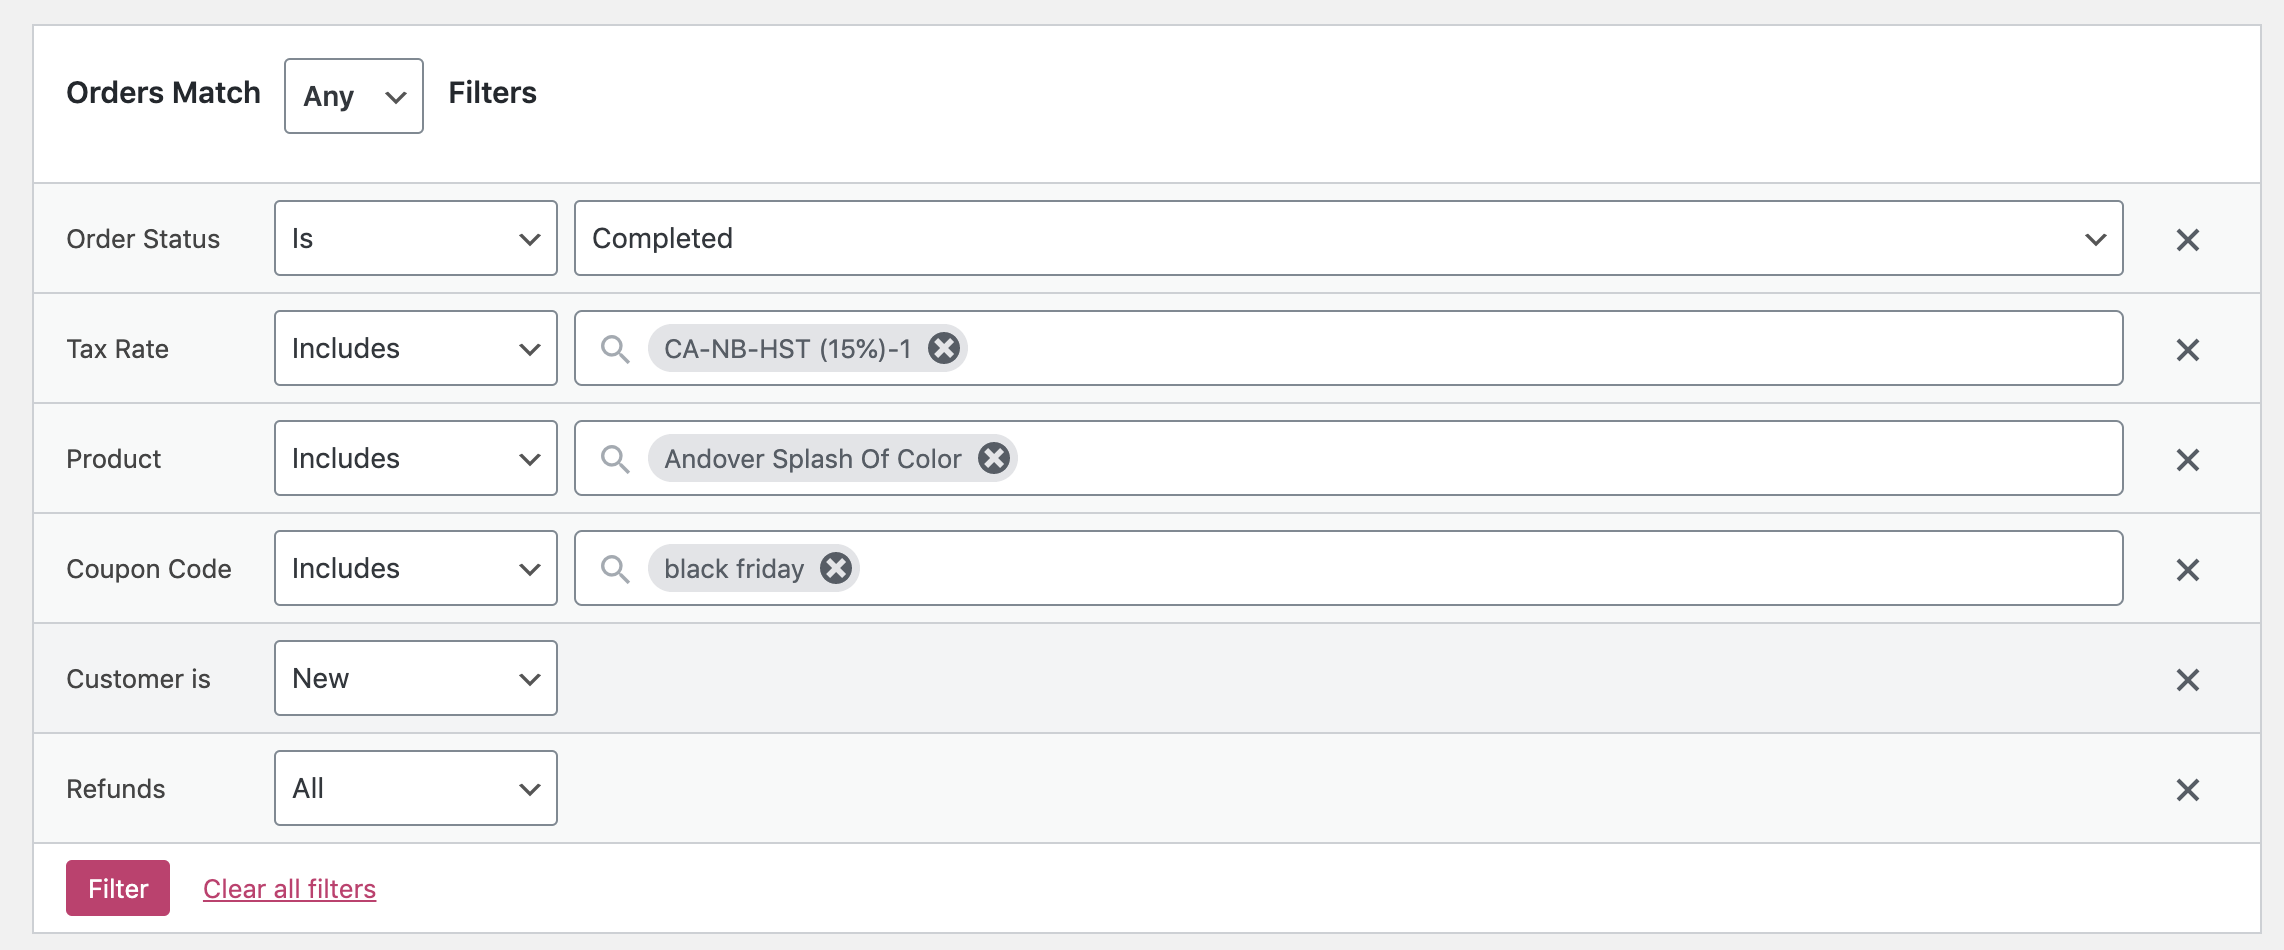 Orders Match Any Filters
Order Status Is Completed
Tax Rate Includes CA-NB-HST (15%)-1
Product Includes Andover Splash Of Color
Coupon Code Includes black friday
Customer is New
Refunds All
Filter Clear all filters